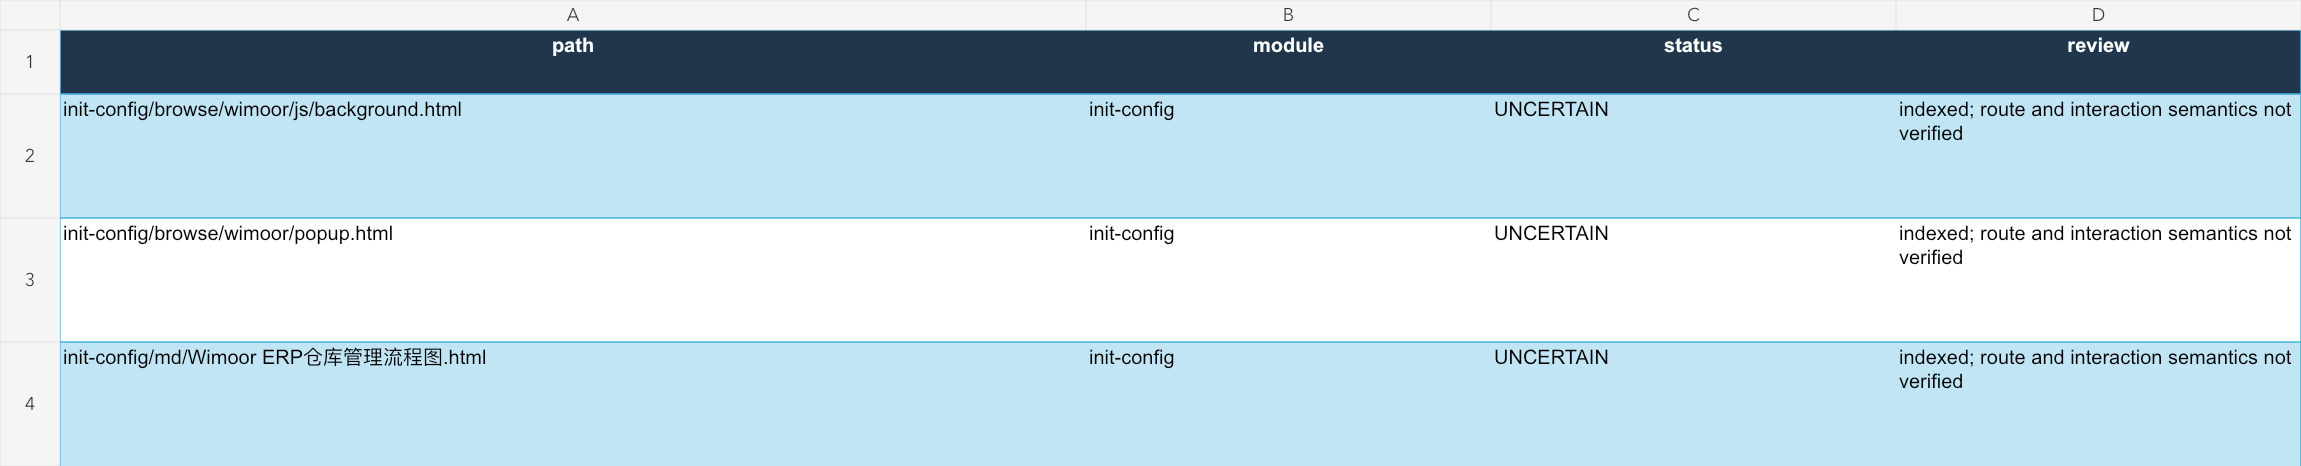 A B C D
1 path module status review
2 init-config/browse/wimoor/js/background.html init-config UNCERTAIN indexed; route and interaction semantics not
verified
3 init-config/browse/wimoor/popup.html init-config UNCERTAIN indexed; route and interaction semantics not
verified
4 init-config/md/Wimoor ERP仓库管理流程图.html init-config UNCERTAIN indexed; route and interaction semantics not
verified